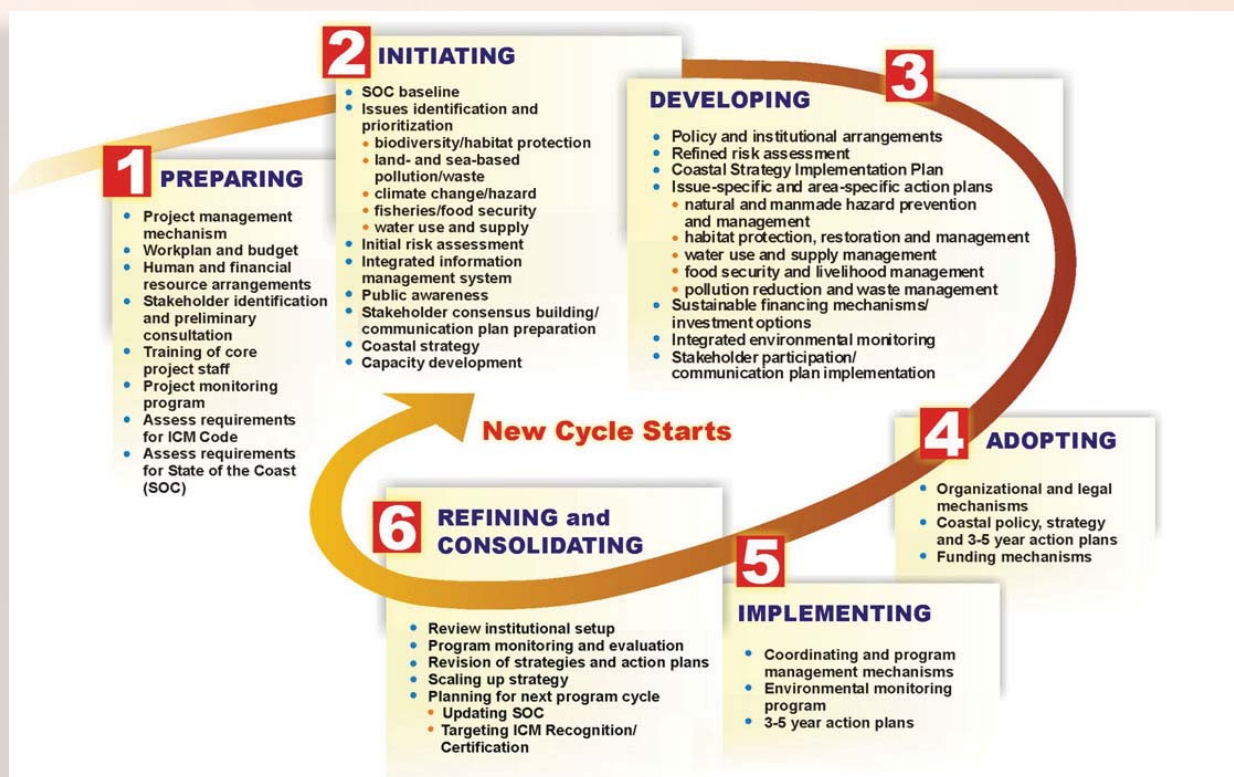 1
PREPARING
• Project management
mechanism
• Workplan and budget
• Human and financial
resource arrangements
• Stakeholder identification
and preliminary
consultation
• Training of core
project staff
• Project monitoring
program
• Assess requirements
for ICM Code
• Assess requirements
for State of the Coast
(SOC)
2
INITIATING
• SOC baseline
• Issues identification and
prioritization
• biodiversity/habitat protection
• land- and sea-based
pollution/waste
• climate change/hazard
• fisheries/food security
• water use and supply
• Initial risk assessment
• Integrated information
management system
• Public awareness
• Stakeholder consensus building/
communication plan preparation
• Coastal strategy
• Capacity development
3
DEVELOPING
• Policy and institutional arrangements
• Refined risk assessment
• Coastal Strategy Implementation Plan
• Issue-specific and area-specific action plans
• natural and manmade hazard prevention
and management
• habitat protection, restoration and management
• water use and supply management
• food security and livelihood management
• pollution reduction and waste management
• Sustainable financing mechanisms/
investment options
• Integrated environmental monitoring
• Stakeholder participation/
communication plan implementation
4
ADOPTING
• Organizational and legal
mechanisms
• Coastal policy, strategy
and 3-5 year action plans
• Funding mechanisms
5
IMPLEMENTING
• Coordinating and program
management mechanisms
• Environmental monitoring
program
• 3-5 year action plans
6
REFINING and
CONSOLIDATING
• Review institutional setup
• Program monitoring and evaluation
• Revision of strategies and action plans
• Scaling up strategy
• Planning for next program cycle
• Updating SOC
• Targeting ICM Recognition/
Certification
New Cycle Starts